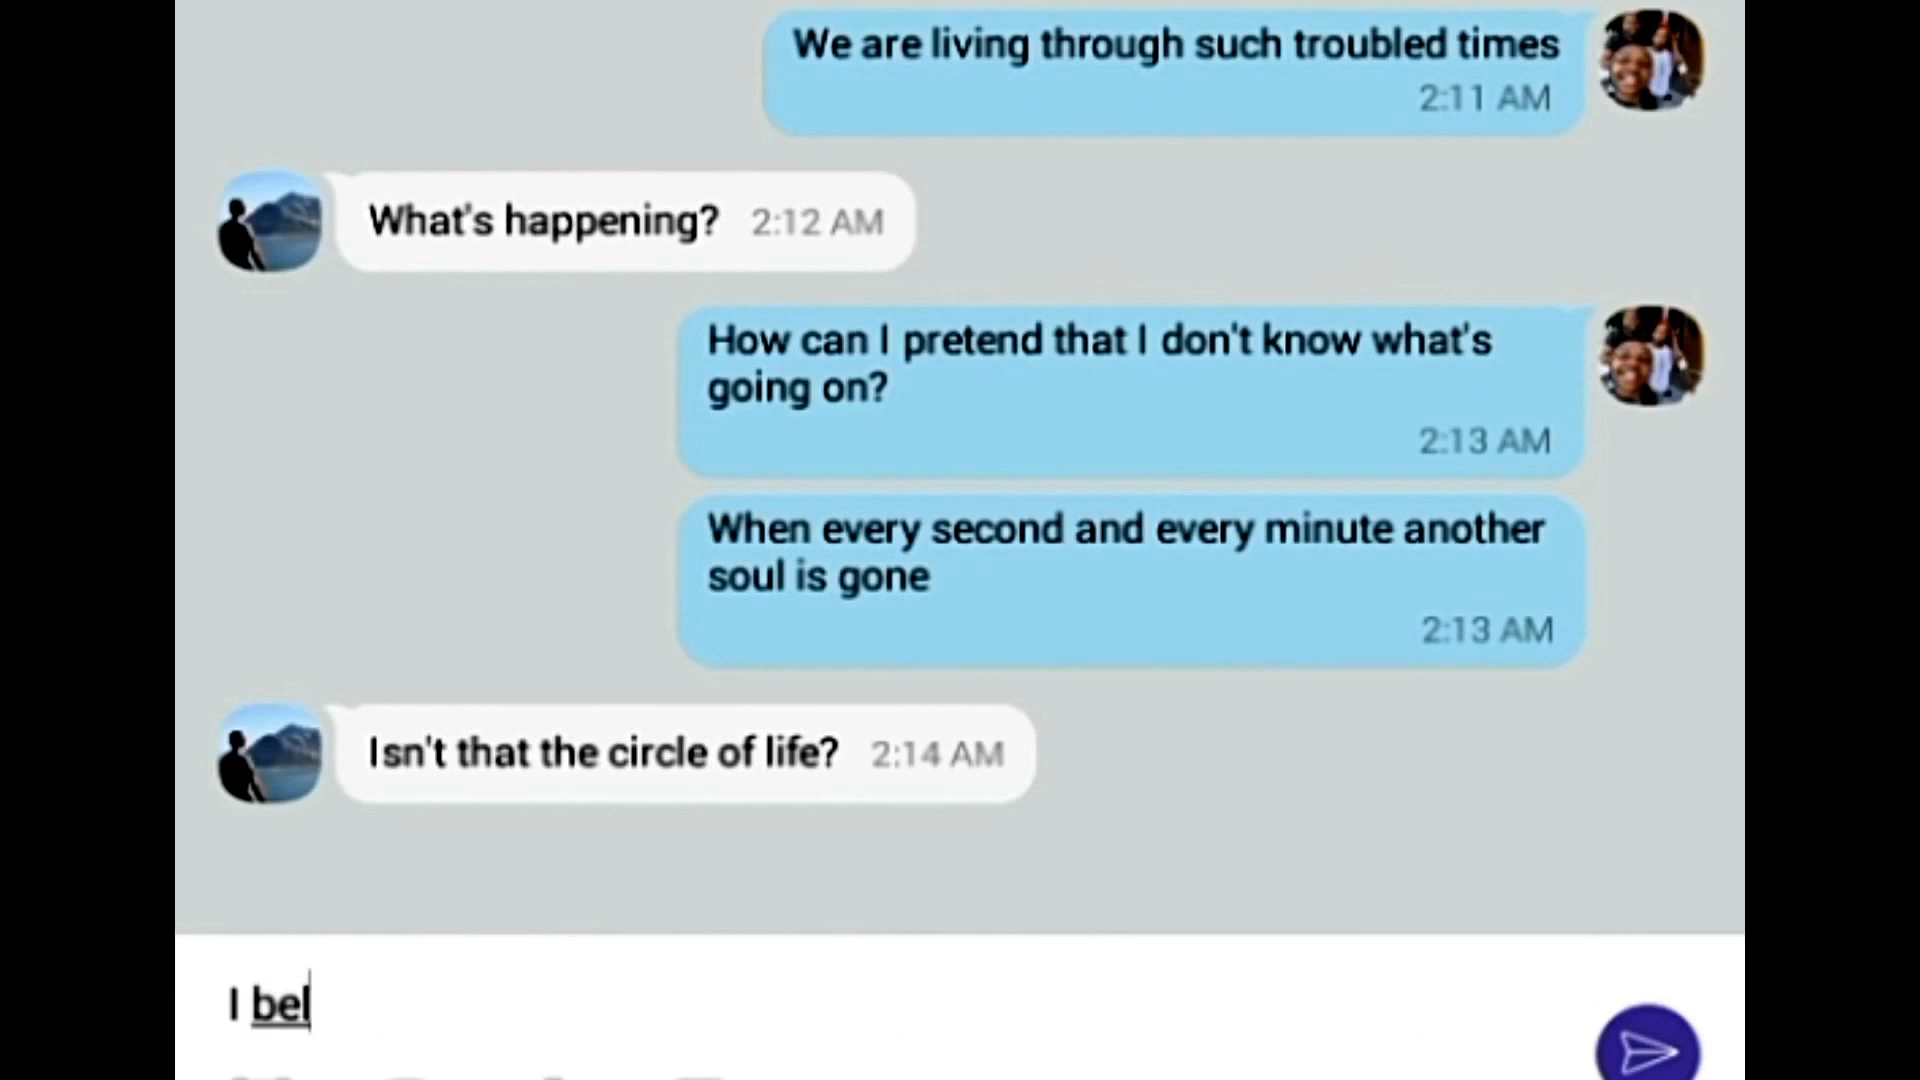 We are living through such troubled times
2:11 AM
What's happening? 2:12 AM
How can I pretend that I don't know what's
going on?
2:13 AM
When every second and every minute another
soul is gone
2:13 AM
Isn't that the circle of life? 2:14 AM
I bel